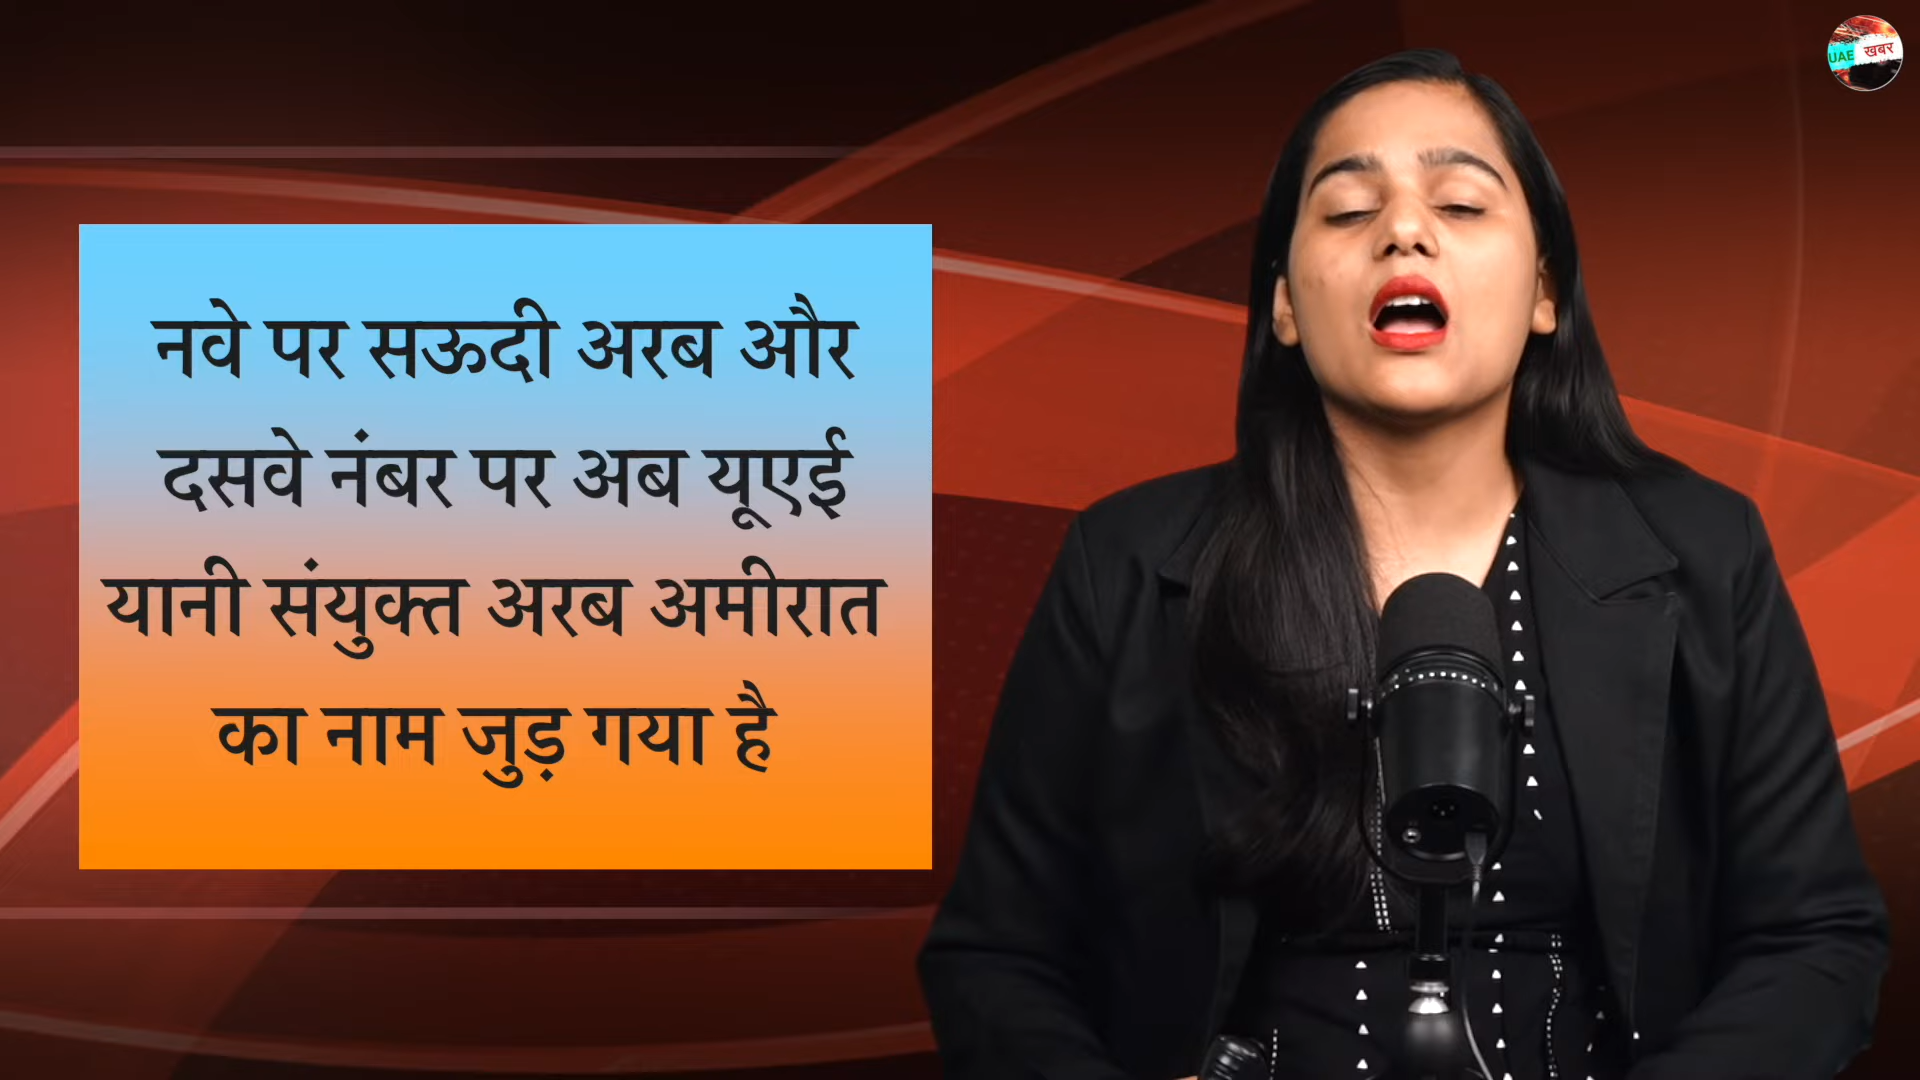 UAE खबर
नवे पर सऊदी अरब और
दसवे नंबर पर अब यूएई
यानी संयुक्त अरब अमीरात
का नाम जुड़ गया है